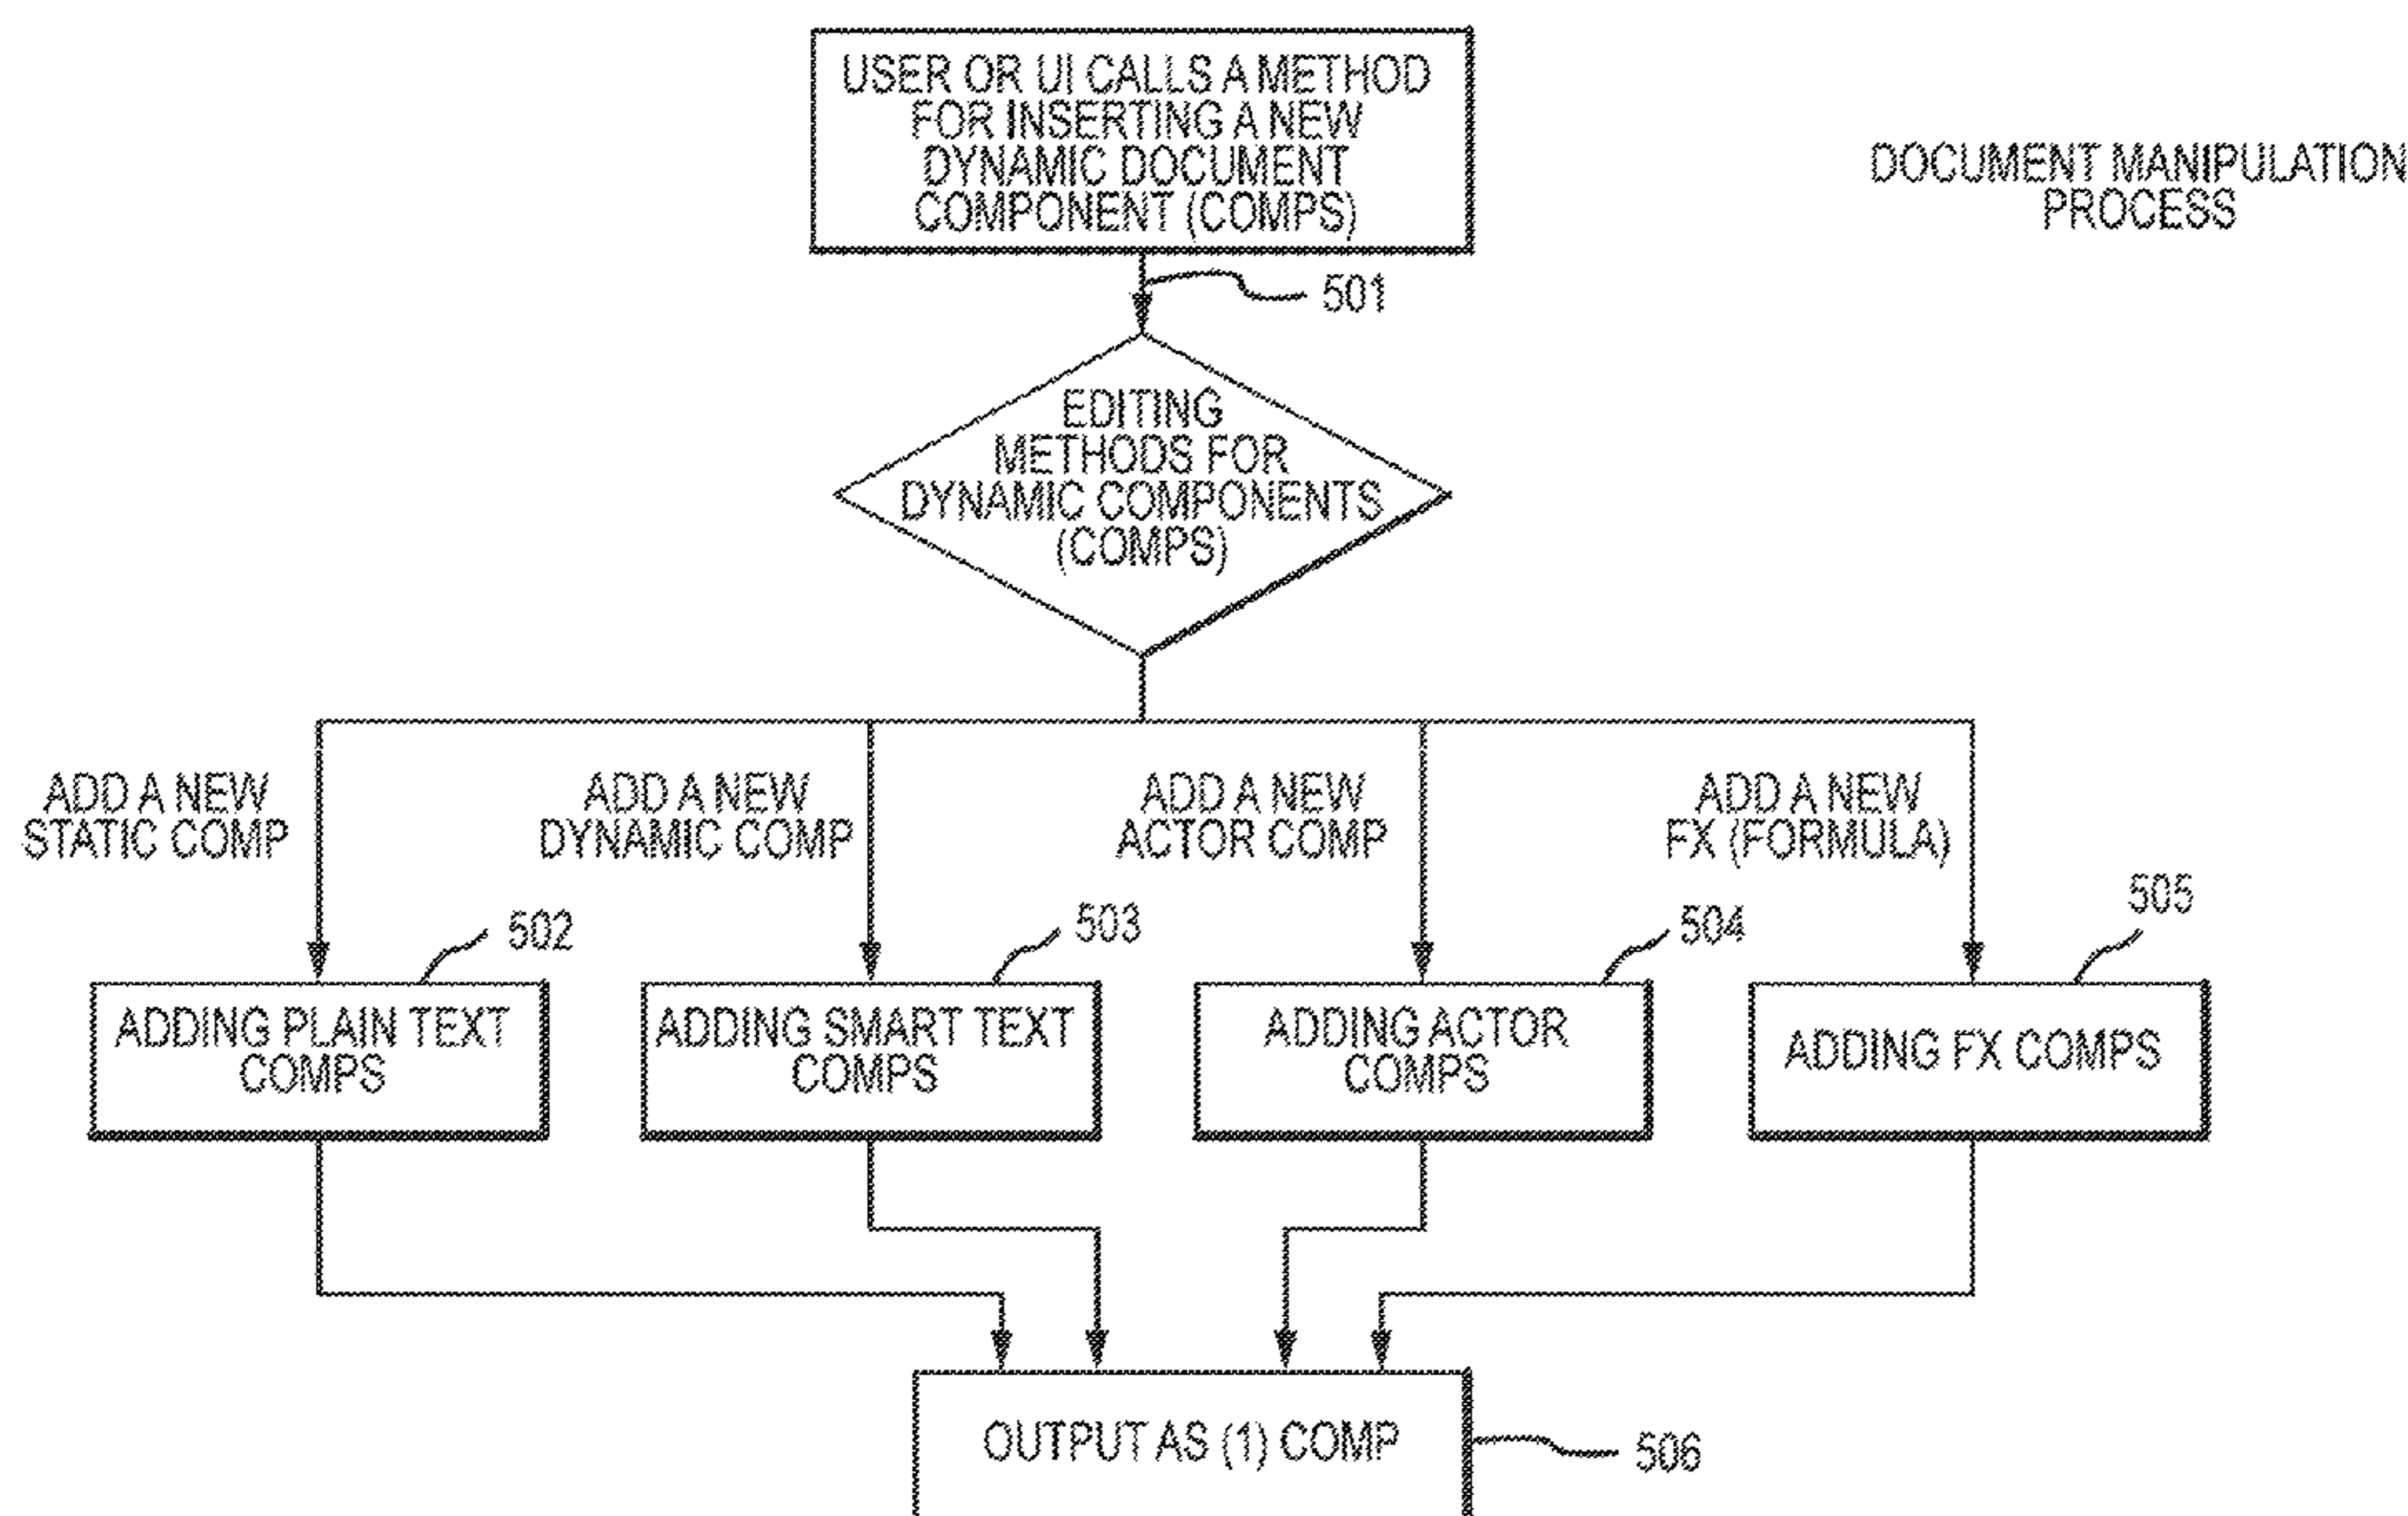 USER OR UI CALLS A METHOD
FOR INSERTING A NEW
DYNAMIC DOCUMENT
COMPONENT (COMPS)
DOCUMENT MANIPULATION
PROCESS
501
EDITING
METHODS FOR
DYNAMIC COMPONENTS
(COMPS)
ADD A NEW
STATIC COMP
ADD A NEW
DYNAMIC COMP
ADD A NEW
ACTOR COMP
ADD A NEW
FX (FORMULA)
502
503
504
505
ADDING PLAIN TEXT
COMPS
ADDING SMART TEXT
COMPS
ADDING ACTOR
COMPS
ADDING FX COMPS
OUTPUT AS (1) COMP
506